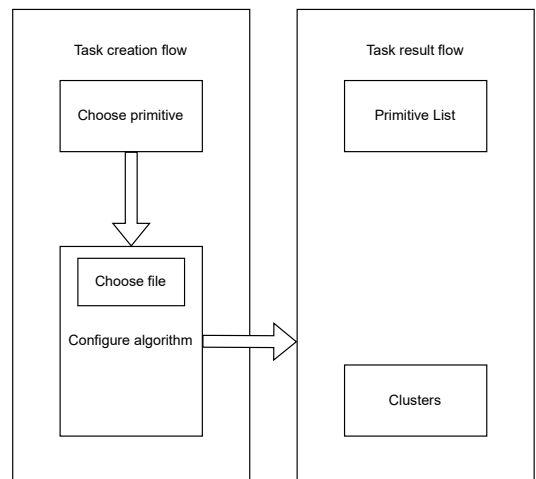 Task creation flow
Choose primitive
Choose file
Configure algorithm
Task result flow
Primitive List
Clusters